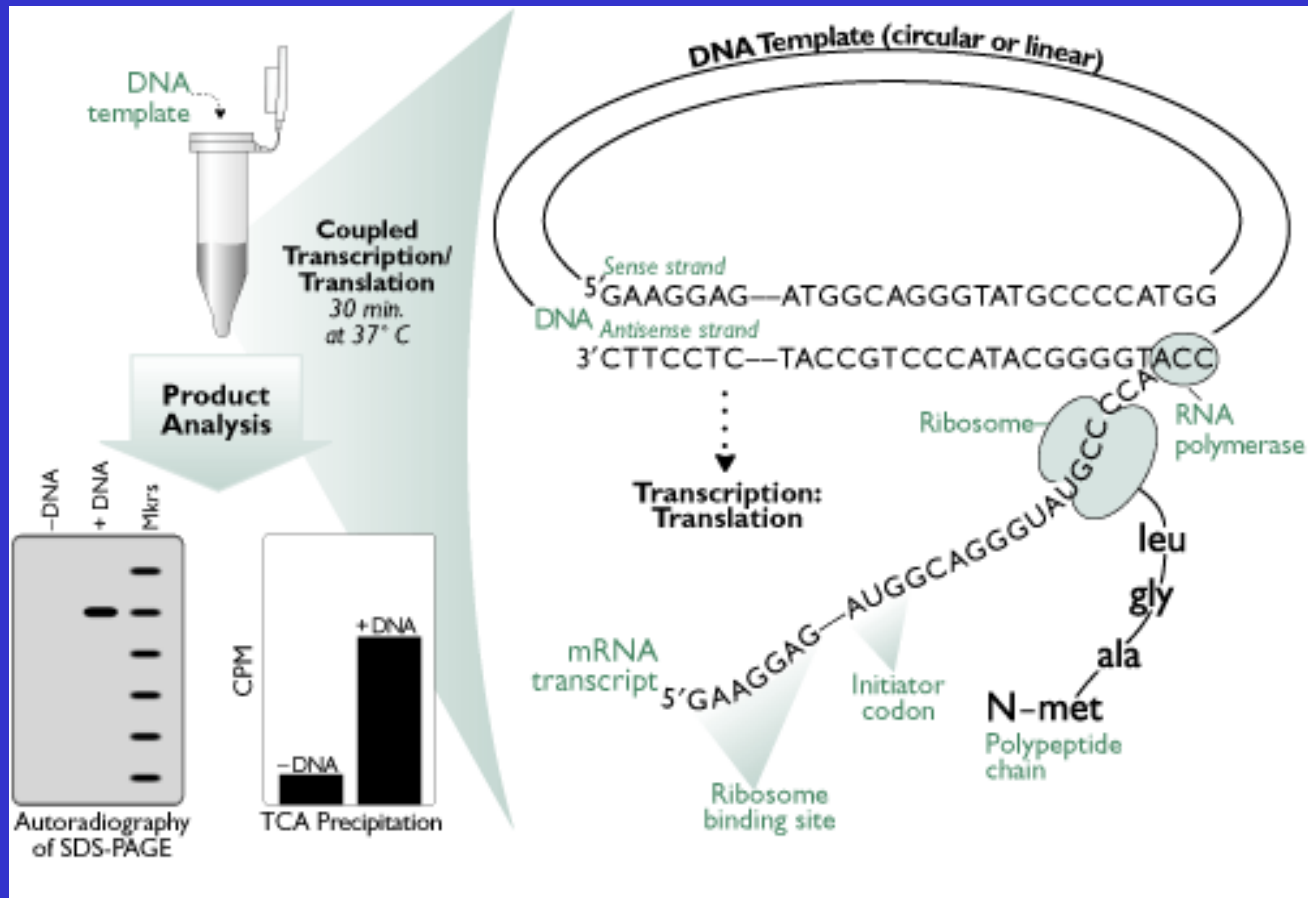 DNA Template (circular or linear)
DNA
template
Coupled
Transcription/
Translation
30 min.
at 37° C
Sense strand
5′GAAGGAG––ATGGCAGGGTATGCCCCATGG
DNA
Antisense strand
3′CTTCCTC––TACCGTCCCATACGGGGTACC
Product
Analysis
Ribosome
RNA
polymerase
Transcription:
Translation
–DNA
+ DNA
Mkrs
CPM
–DNA
+DNA
Autoradiography
of SDS-PAGE
TCA Precipitation
mRNA
transcript
5′GAAGGAG––AUGGCAGGGUAUGCCCCA
Initiator
codon
Ribosome
binding site
leu
gly
ala
N–met
Polypeptide
chain